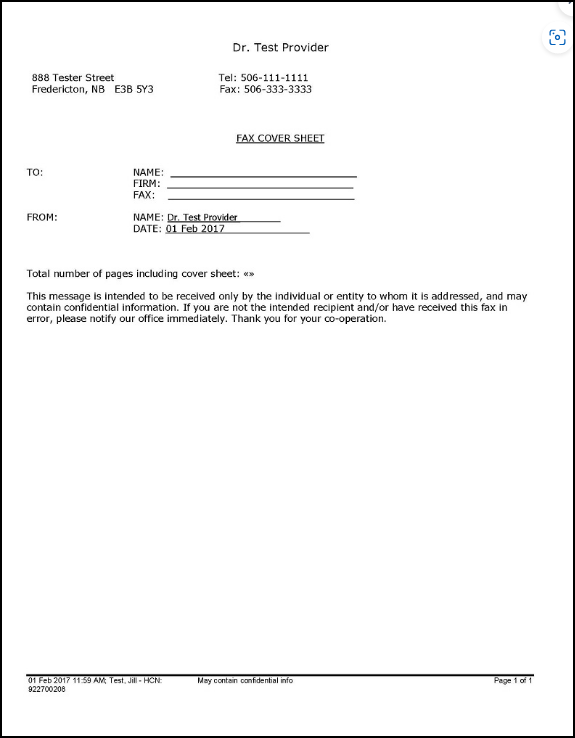 Dr. Test Provider
888 Tester Street Tel: 506-111-1111
Fredericton, NB E3B 5Y3 Fax: 506-333-3333
FAX COVER SHEET
TO: NAME:
FIRM:
FAX:
FROM: NAME: Dr. Test Provider
DATE: 01 Feb 2017
Total number of pages including cover sheet: «»
This message is intended to be received only by the individual or entity to whom it is addressed, and may
contain confidential information. If you are not the intended recipient and/or have received this fax in
error, please notify our office immediately. Thank you for your co-operation.
01 Feb 2017 11:59 AM; Test, Jill - HCN: May contain confidential info Page 1 of 1
922700208